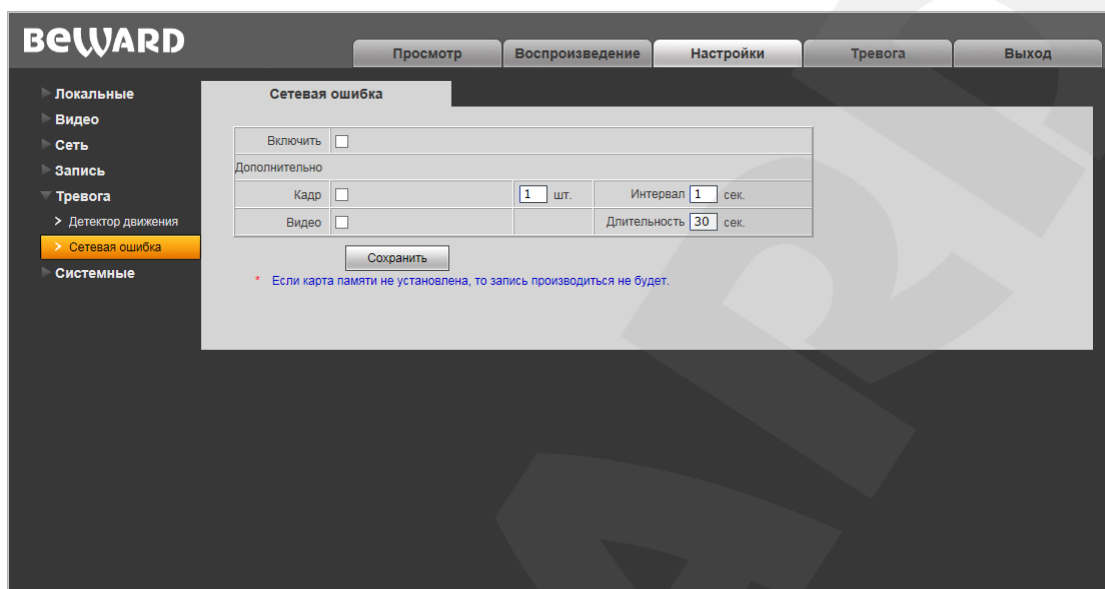 BEWARD
Просмотр Воспроизведение Настройки Тревога Выход
Локальные
Видео
Сеть
Запись
Тревога
Детектор движения
Сетевая ошибка
Системные
Сетевая ошибка
Включить
Дополнительно
Кадр 1 шт. Интервал 1 сек.
Видео Длительность 30 сек.
Сохранить
* Если карта памяти не установлена, то запись производиться не будет.